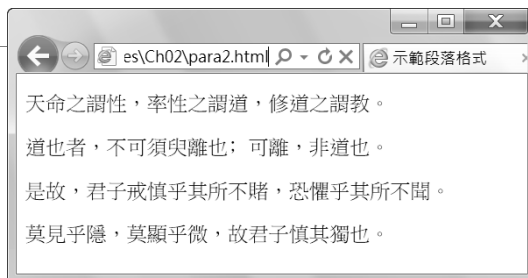 es\Ch02\para2.html
示範段落格式
天命之謂性，率性之謂道，修道之謂教。
道也者，不可須臾離也; 可離，非道也。
是故，君子戒慎乎其所不賭，恐懼乎其所不聞。
莫見乎隱，莫顯乎微，故君子慎其獨也。